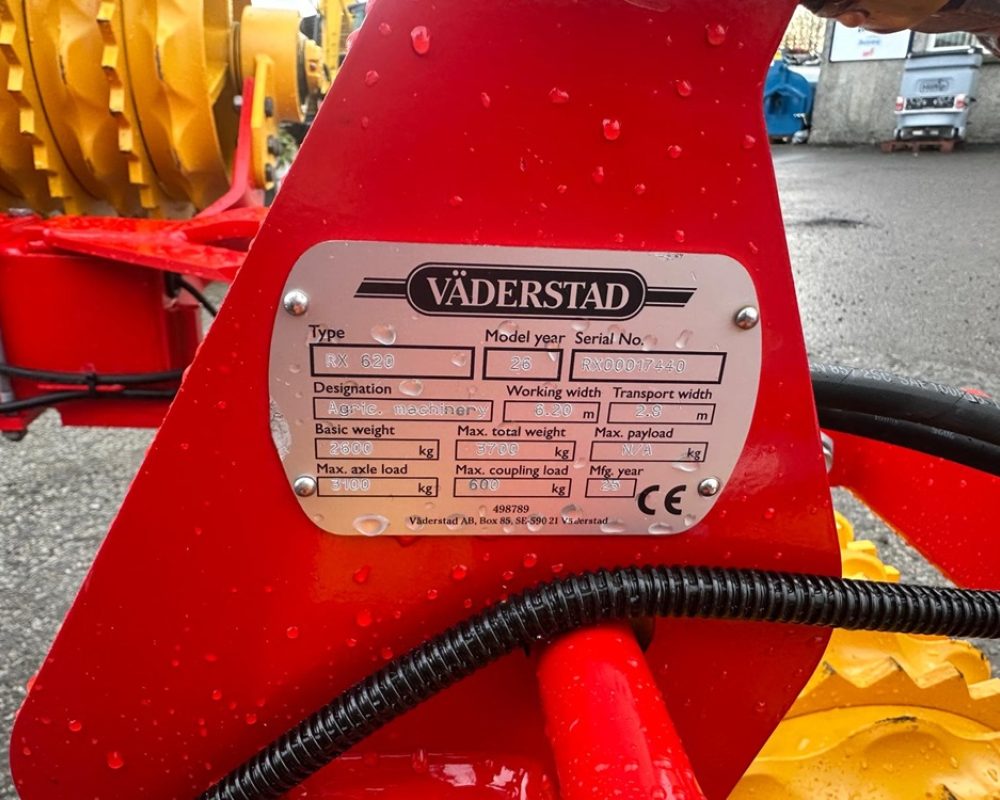 VÄDERSTAD
Type Model year Serial No.
RX 620 26 RX00017440
Designation Working width Transport width
Agric. machinery 6.20 m 2.8 m
Basic weight Max. total weight Max. payload
2600 kg 3700 kg N/A kg
Max. axle load Max. coupling load Mfg. year
3100 kg 600 kg 25 CE
498789
Väderstad AB, Box 85, SE-590 21 Väderstad